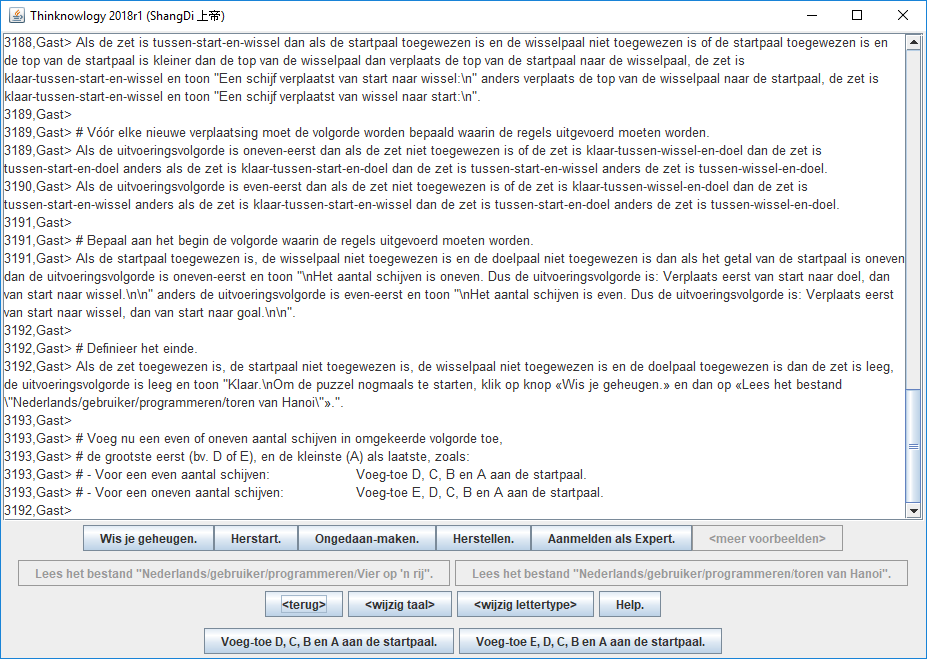 Thinknowlogy 2018r1 (ShangDi 上帝)
3188,Gast> Als de zet is tussen-start-en-wissel dan als de startpaal toegewezen is en de wisselpaal niet toegewezen is of de startpaal toegewezen is en
de top van de startpaal is kleiner dan de top van de wisselpaal dan verplaats de top van de startpaal naar de wisselpaal, de zet is
klaar-tussen-start-en-wissel en toon "Een schijf verplaatst van start naar wissel:\n" anders verplaats de top van de wisselpaal naar de startpaal, de zet is
klaar-tussen-start-en-wissel en toon "Een schijf verplaatst van wissel naar start:\n".
3189,Gast>
3189,Gast> # Vóór elke nieuwe verplaatsing moet de volgorde worden bepaald waarin de regels uitgevoerd moeten worden.
3189,Gast> Als de uitvoeringsvolgorde is oneven-eerst dan als de zet niet toegewezen is of de zet is klaar-tussen-wissel-en-doel dan de zet is
tussen-start-en-doel anders als de zet is klaar-tussen-start-en-doel dan de zet is tussen-start-en-wissel anders de zet is tussen-wissel-en-doel.
3190,Gast> Als de uitvoeringsvolgorde is even-eerst dan als de zet niet toegewezen is of de zet is klaar-tussen-wissel-en-doel dan de zet is
tussen-start-en-wissel anders als de zet is klaar-tussen-start-en-wissel dan de zet is tussen-start-en-doel anders de zet is tussen-wissel-en-doel.
3191,Gast>
3191,Gast> # Bepaal aan het begin de volgorde waarin de regels uitgevoerd moeten worden.
3191,Gast> Als de startpaal toegewezen is, de wisselpaal niet toegewezen is en de doelpaal niet toegewezen is dan als het getal van de startpaal is oneven
dan de uitvoeringsvolgorde is oneven-eerst en toon "\nHet aantal schijven is oneven. Dus de uitvoeringsvolgorde is: Verplaats eerst van start naar doel, dan
van start naar wissel.\n\n" anders de uitvoeringsvolgorde is even-eerst en toon "\nHet aantal schijven is even. Dus de uitvoeringsvolgorde is: Verplaats eerst
van start naar wissel, dan van start naar goal.\n\n".
3192,Gast>
3192,Gast> # Definieer het einde.
3192,Gast> Als de zet toegewezen is, de startpaal niet toegewezen is, de wisselpaal niet toegewezen is en de doelpaal toegewezen is dan de zet is leeg,
de uitvoeringsvolgorde is leeg en toon "Klaar.\nOm de puzzel nogmaals te starten, klik op knop «Wis je geheugen.» en dan op «Lees het bestand
\"Nederlands/gebruiker/programmeren/toren van Hanoi\"».".
3193,Gast>
3193,Gast> # Voeg nu een even of oneven aantal schijven in omgekeerde volgorde toe,
3193,Gast> # de grootste eerst (bv. D of E), en de kleinste (A) als laatste, zoals:
3193,Gast> # - Voor een even aantal schijven: Voeg-toe D, C, B en A aan de startpaal.
3193,Gast> # - Voor een oneven aantal schijven: Voeg-toe E, D, C, B en A aan de startpaal.
3192,Gast>
Wis je geheugen. Herstart. Ongedaan-maken. Herstellen. Aanmelden als Expert. <meer voorbeelden>
Lees het bestand "Nederlands/gebruiker/programmeren/Vier op 'n rij". Lees het bestand "Nederlands/gebruiker/programmeren/toren van Hanoi".
<terug> <wijzig taal> <wijzig lettertype> Help.
Voeg-toe D, C, B en A aan de startpaal. Voeg-toe E, D, C, B en A aan de startpaal.